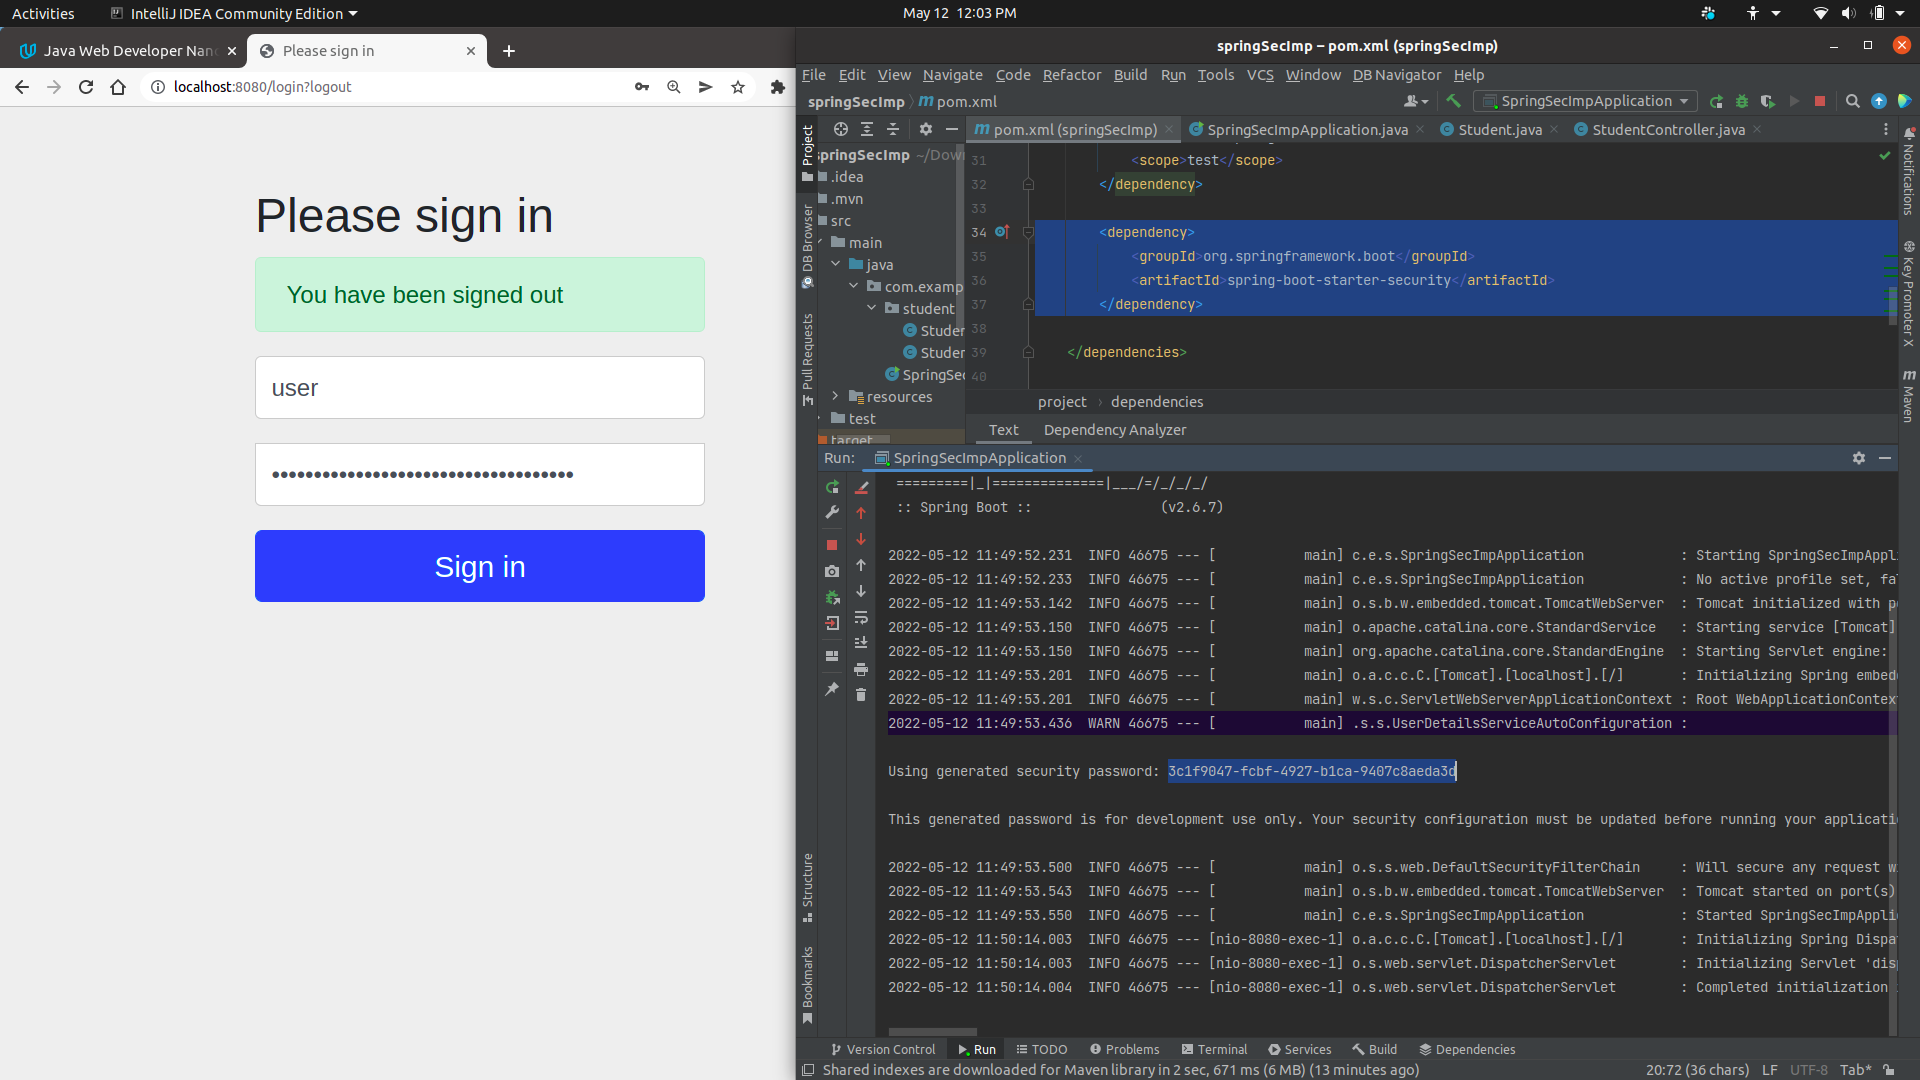 Activities
IntelliJ IDEA Community Edition
May 12 12:03 PM
Java Web Developer Nan
Please sign in
localhost:8080/login?logout
Please sign in
You have been signed out
user
••••••••••••••••••••••••••••••••••••
Sign in
springSecImp – pom.xml (springSecImp)
File Edit View Navigate Code Refactor Build Run Tools VCS Window DB Navigator Help
springSecImp pom.xml
SpringSecImpApplication
pom.xml (springSecImp) SpringSecImpApplication.java Student.java StudentController.java
Project
DB Browser
Pull Requests
Structure
Bookmarks
springSecImp ~/Dow
.idea
.mvn
src
main
java
com.examp
student
Studen
Studen
SpringSec
resources
test
target
31 <scope>test</scope>
32 </dependency>
33
34 <dependency>
35 <groupId>org.springframework.boot</groupId>
36 <artifactId>spring-boot-starter-security</artifactId>
37 </dependency>
38
39 </dependencies>
40
project › dependencies
Text Dependency Analyzer
Notifications
Key Promoter X
Maven
Run: SpringSecImpApplication
=========|_|==============|___/=/_/_/_/
:: Spring Boot :: (v2.6.7)
2022-05-12 11:49:52.231 INFO 46675 --- [ main] c.e.s.SpringSecImpApplication : Starting SpringSecImpAppl
2022-05-12 11:49:52.233 INFO 46675 --- [ main] c.e.s.SpringSecImpApplication : No active profile set, fa
2022-05-12 11:49:53.142 INFO 46675 --- [ main] o.s.b.w.embedded.tomcat.TomcatWebServer : Tomcat initialized with p
2022-05-12 11:49:53.150 INFO 46675 --- [ main] o.apache.catalina.core.StandardService : Starting service [Tomcat]
2022-05-12 11:49:53.150 INFO 46675 --- [ main] org.apache.catalina.core.StandardEngine : Starting Servlet engine:
2022-05-12 11:49:53.201 INFO 46675 --- [ main] o.a.c.c.C.[Tomcat].[localhost].[/] : Initializing Spring embed
2022-05-12 11:49:53.201 INFO 46675 --- [ main] w.s.c.ServletWebServerApplicationContext : Root WebApplicationContex
2022-05-12 11:49:53.436 WARN 46675 --- [ main] .s.s.UserDetailsServiceAutoConfiguration :
Using generated security password: 3c1f9047-fcbf-4927-b1ca-9407c8aeda3d
This generated password is for development use only. Your security configuration must be updated before running your applicati
2022-05-12 11:49:53.500 INFO 46675 --- [ main] o.s.s.web.DefaultSecurityFilterChain : Will secure any request w
2022-05-12 11:49:53.543 INFO 46675 --- [ main] o.s.b.w.embedded.tomcat.TomcatWebServer : Tomcat started on port(s)
2022-05-12 11:49:53.550 INFO 46675 --- [ main] c.e.s.SpringSecImpApplication : Started SpringSecImpAppli
2022-05-12 11:50:14.003 INFO 46675 --- [nio-8080-exec-1] o.a.c.c.C.[Tomcat].[localhost].[/] : Initializing Spring Dispa
2022-05-12 11:50:14.003 INFO 46675 --- [nio-8080-exec-1] o.s.web.servlet.DispatcherServlet : Initializing Servlet 'disp
2022-05-12 11:50:14.004 INFO 46675 --- [nio-8080-exec-1] o.s.web.servlet.DispatcherServlet : Completed initialization
Version Control Run TODO Problems Terminal Services Build Dependencies
Shared indexes are downloaded for Maven library in 2 sec, 671 ms (6 MB) (13 minutes ago) 20:72 (36 chars) LF UTF-8 Tab*